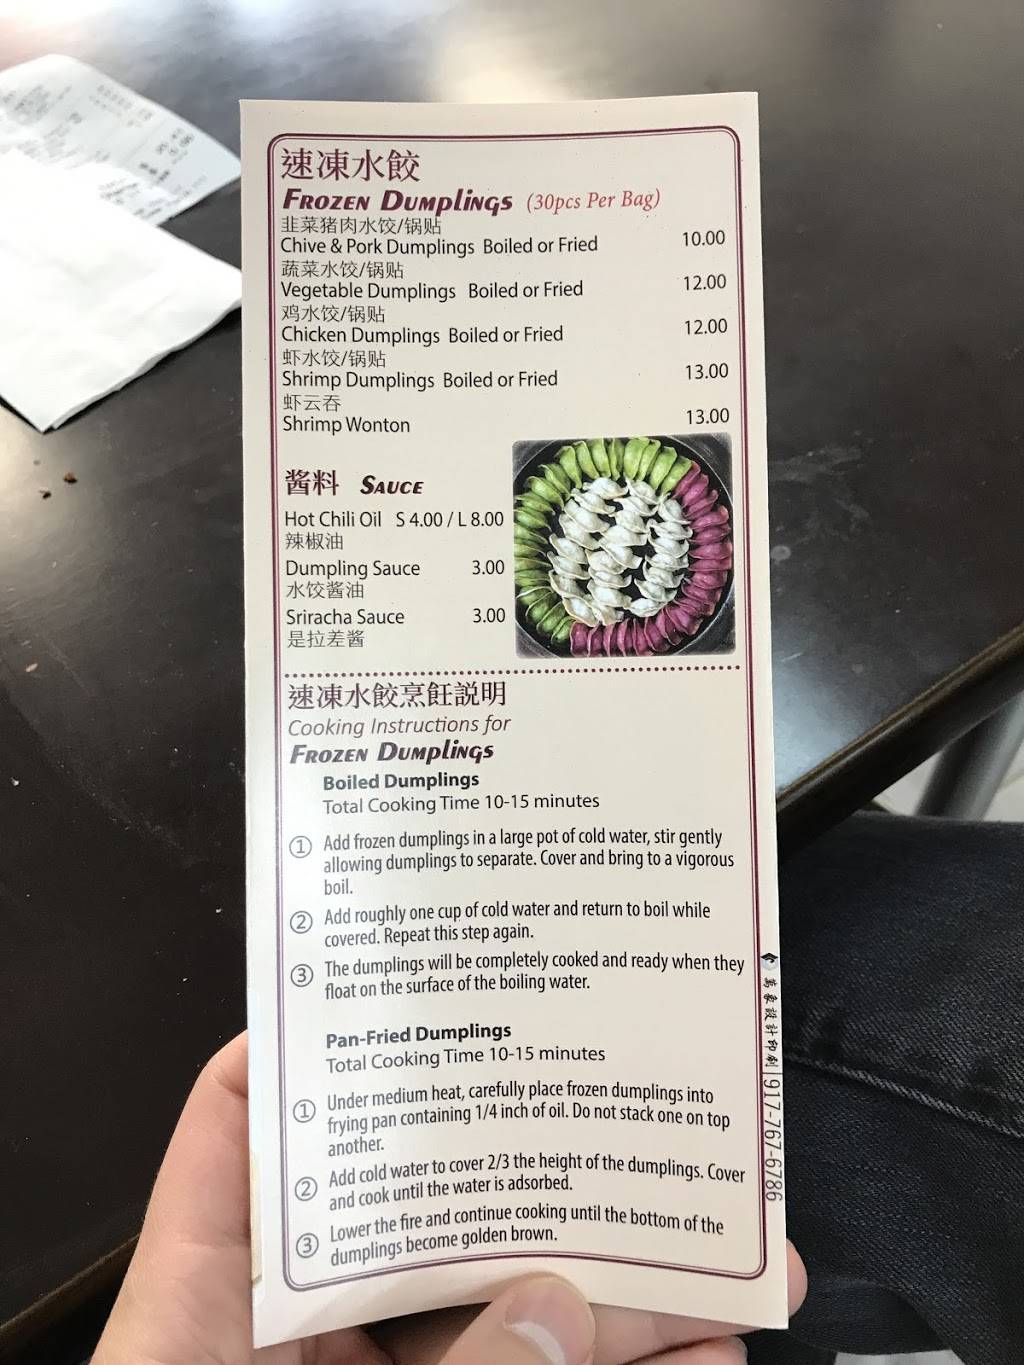 速凍水餃
FROZEN DUMPLINGS (30pcs Per Bag)
韭菜猪肉水饺/锅贴
Chive & Pork Dumplings Boiled or Fried 10.00
蔬菜水饺/锅贴
Vegetable Dumplings Boiled or Fried 12.00
鸡水饺/锅贴
Chicken Dumplings Boiled or Fried 12.00
虾水饺/锅贴
Shrimp Dumplings Boiled or Fried 13.00
虾云吞
Shrimp Wonton 13.00
酱料 SAUCE
Hot Chili Oil S 4.00 / L 8.00
辣椒油
Dumpling Sauce 3.00
水饺酱油
Sriracha Sauce 3.00
是拉差酱
速凍水餃烹飪説明
Cooking Instructions for
FROZEN DUMPLINGS
Boiled Dumplings
Total Cooking Time 10-15 minutes
① Add frozen dumplings in a large pot of cold water, stir gently
allowing dumplings to separate. Cover and bring to a vigorous
boil.
② Add roughly one cup of cold water and return to boil while
covered. Repeat this step again.
③ The dumplings will be completely cooked and ready when they
float on the surface of the boiling water.
Pan-Fried Dumplings
Total Cooking Time 10-15 minutes
① Under medium heat, carefully place frozen dumplings into
frying pan containing 1/4 inch of oil. Do not stack one on top
another.
② Add cold water to cover 2/3 the height of the dumplings. Cover
and cook until the water is adsorbed.
③ Lower the fire and continue cooking until the bottom of the
dumplings become golden brown.
萬象設計印刷 | 917-767-6786